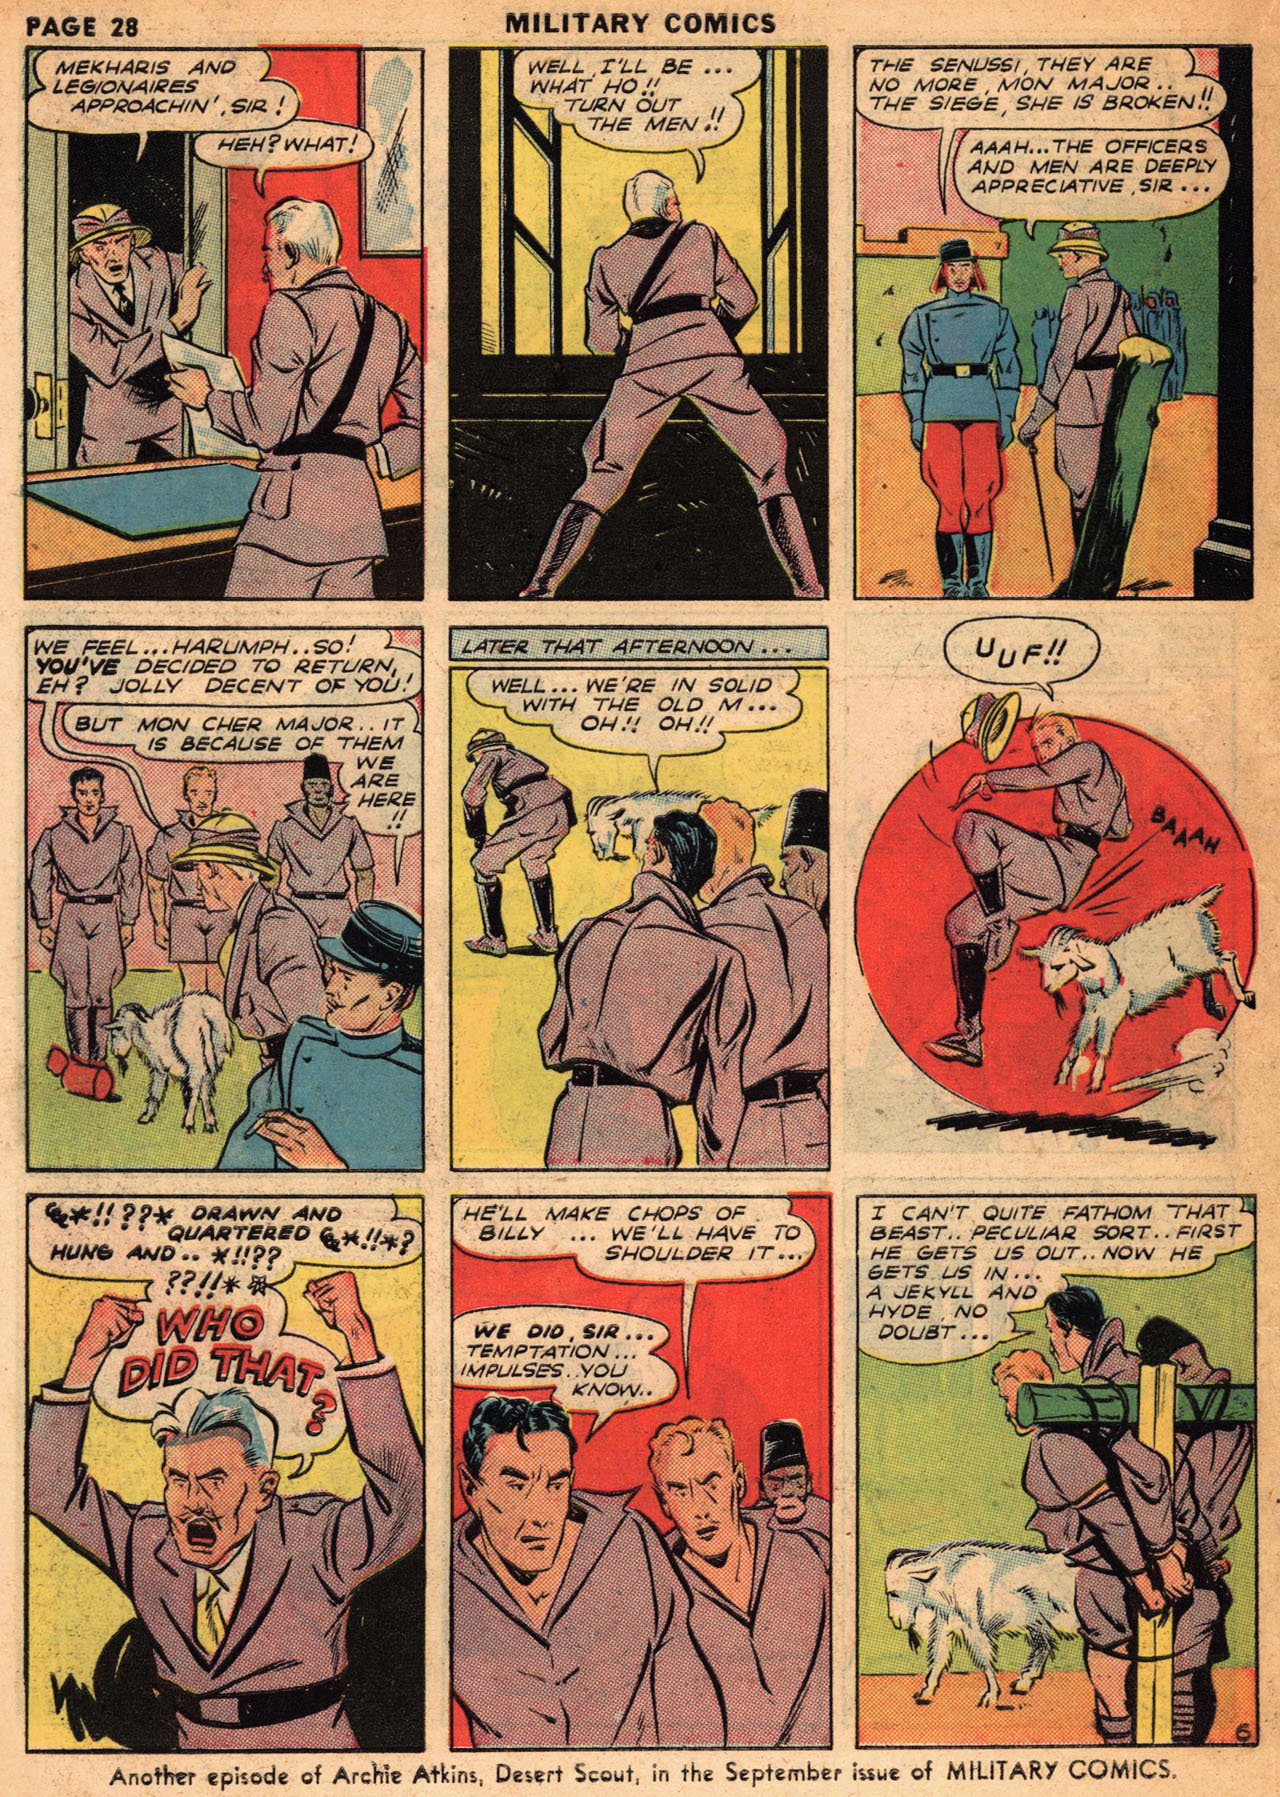 PAGE 28
MILITARY COMICS
MEKHARIS AND
LEGIONAIRES
APPROACHIN', SIR!
HEH? WHAT!
WELL, I'LL BE ...
WHAT HO!!
TURN OUT
THE MEN!!
THE SENUSSI, THEY ARE
NO MORE, MON MAJOR..
THE SIEGE, SHE IS BROKEN!!
AAAH...THE OFFICERS
AND MEN ARE DEEPLY
APPRECIATIVE, SIR...
WE FEEL...HARUMPH..SO!
YOU'VE DECIDED TO RETURN,
EH? JOLLY DECENT OF YOU!
BUT MON CHER MAJOR..IT
IS BECAUSE OF THEM
WE
ARE
HERE
!!
LATER THAT AFTERNOON...
WELL...WE'RE IN SOLID
WITH THE OLD M...
OH!! OH!!
UUF!!
BAAAH
*!!??* DRAWN AND
QUARTERED *!!*?
HUNG AND.. *!!??
??!!*
WHO
DID THAT?
HE'LL MAKE CHOPS OF
BILLY ... WE'LL HAVE TO
SHOULDER IT...
WE DID, SIR...
TEMPTATION...
IMPULSES..YOU
KNOW..
I CAN'T QUITE FATHOM THAT
BEAST.. PECULIAR SORT.. FIRST
HE GETS US OUT.. NOW HE
GETS US IN...
A JEKYLL AND
HYDE, NO
DOUBT...
6
Another episode of Archie Atkins, Desert Scout, in the September issue of MILITARY COMICS.